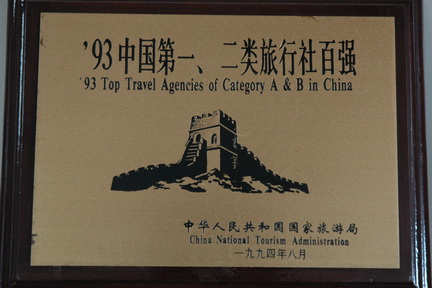 '93中国第一、二类旅行社百强
'93 Top Travel Agencies of Category A & B in China
中华人民共和国国家旅游局
China National Tourism Administration
一九九四年八月